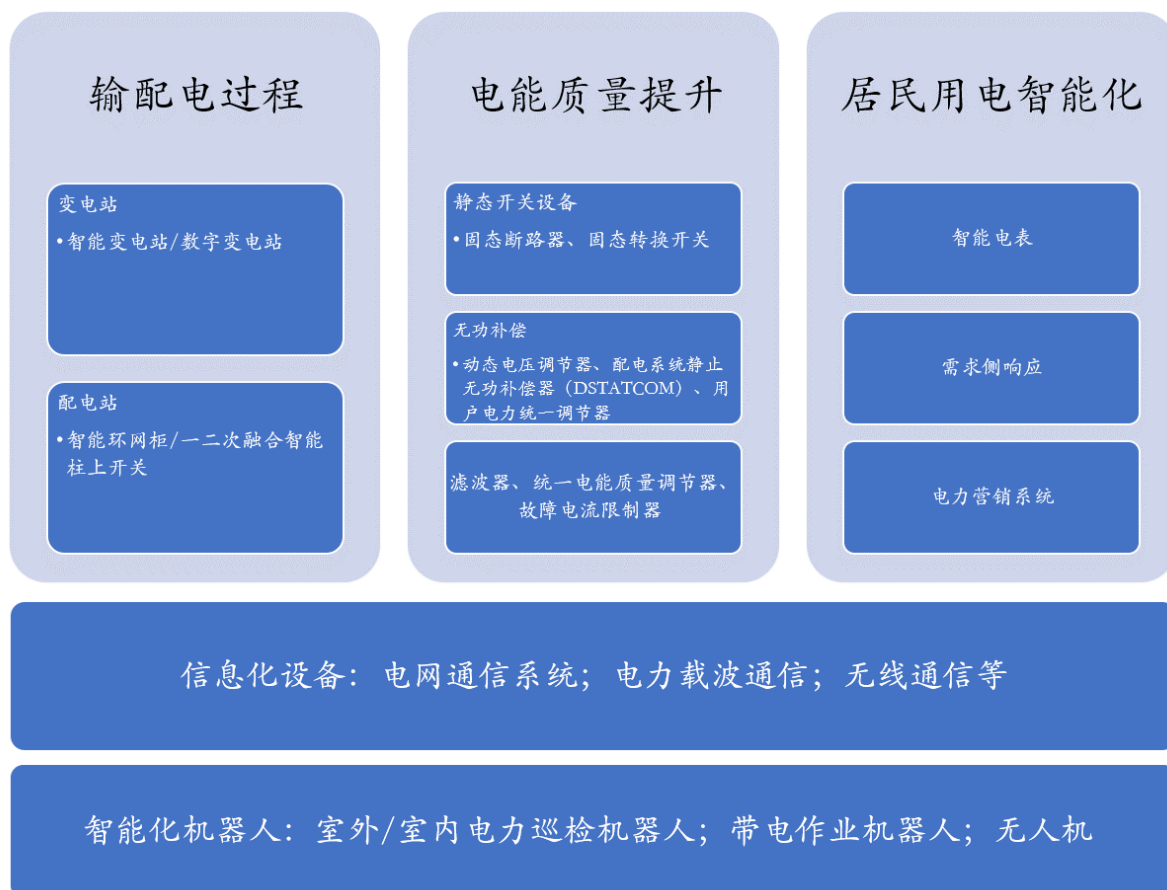 输配电过程
变电站
•智能变电站/数字变电站
配电站
•智能环网柜/一二次融合智能
柱上开关
电能质量提升
静态开关设备
•固态断路器、固态转换开关
无功补偿
•动态电压调节器、配电系统静止
无功补偿器（DSTATCOM）、用
户电力统一调节器
滤波器、统一电能质量调节器、
故障电流限制器
居民用电智能化
智能电表
需求侧响应
电力营销系统
信息化设备：电网通信系统；电力载波通信；无线通信等
智能化机器人：室外/室内电力巡检机器人；带电作业机器人；无人机